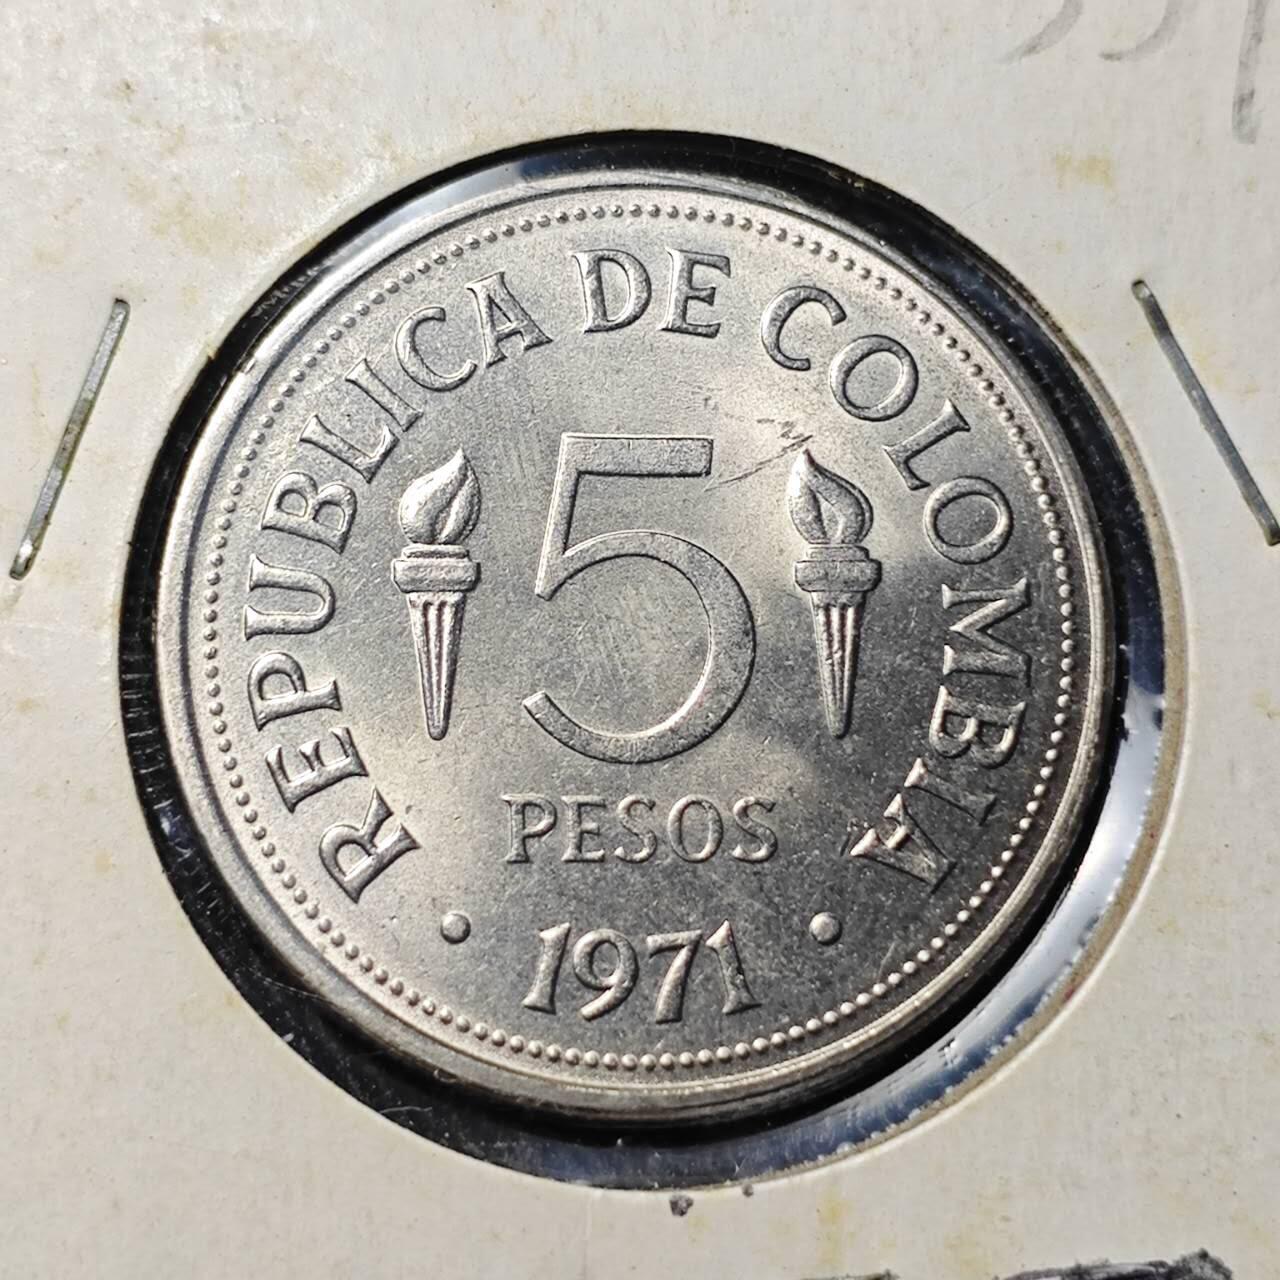 REPUBLICA DE COLOMBIA
5
PESOS
· 1971 ·